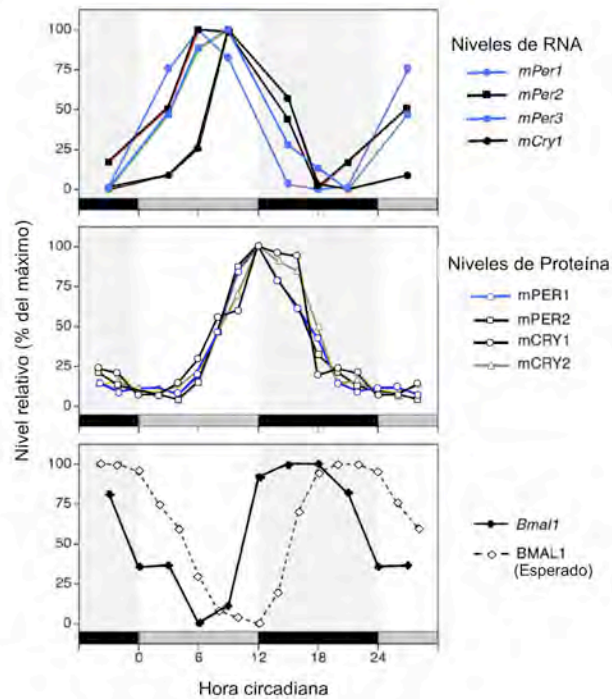 100
75
50
25
0
Niveles de RNA
mPer1
mPer2
mPer3
mCry1
100
75
50
25
0
Niveles de Proteína
mPER1
mPER2
mCRY1
mCRY2
Nivel relativo (% del máximo)
100
75
50
25
0
Bmal1
BMAL1
(Esperado)
0
6
12
18
24
Hora circadiana